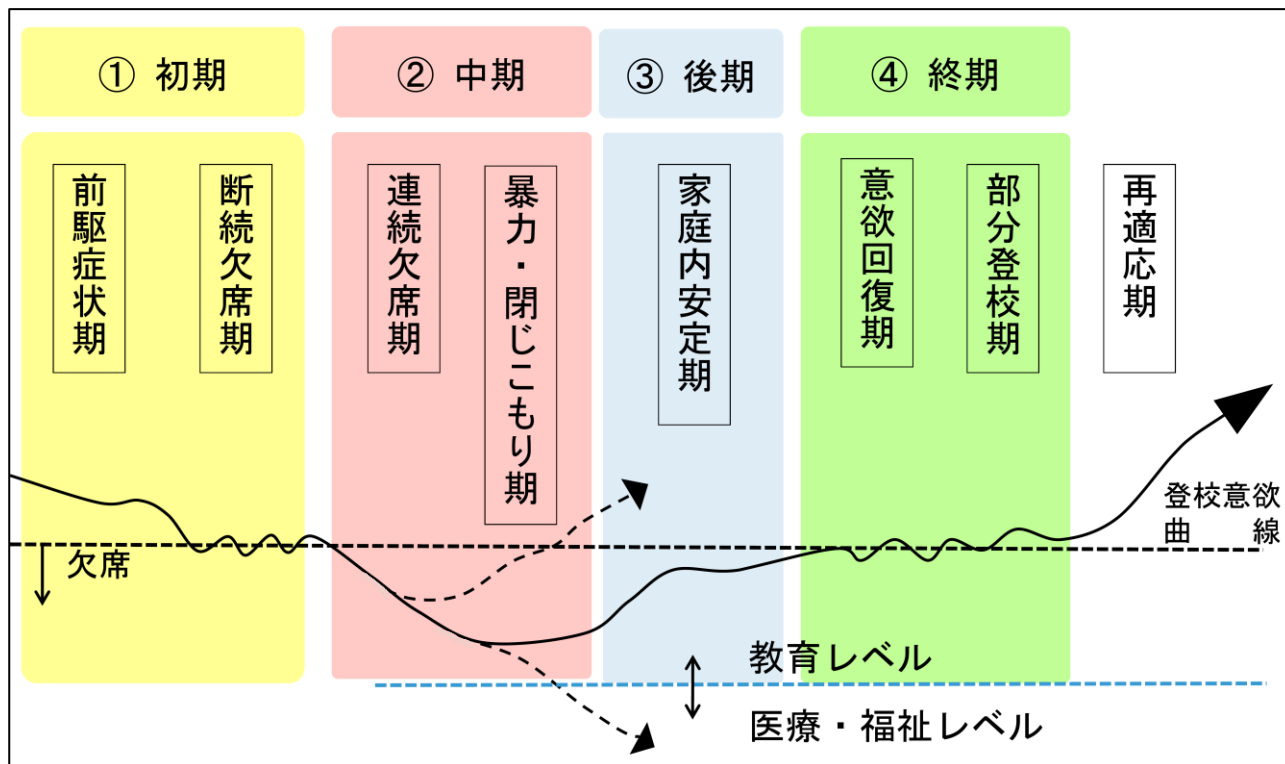 ① 初期
② 中期
③ 後期
④ 終期
前駆症状期
断続欠席期
連続欠席期
暴力・閉じこもり期
家庭内安定期
意欲回復期
部分登校期
再適応期
登校意欲
曲　線
欠席
教育レベル
医療・福祉レベル